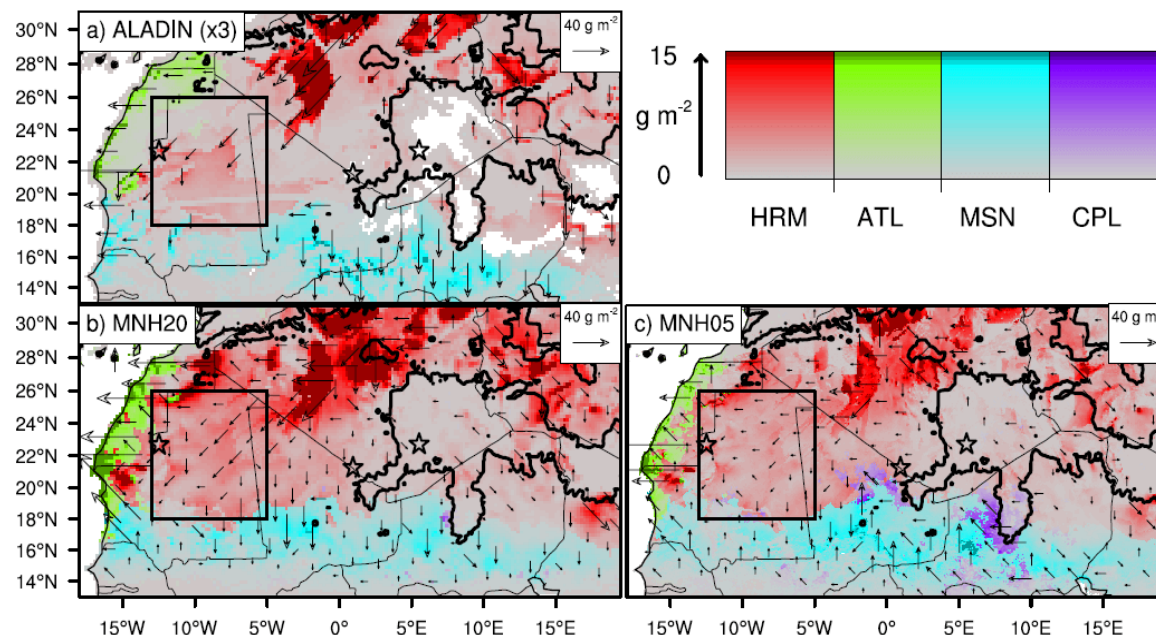 a) ALADIN (x3)
40 g m⁻²
31°N
28°N
26°N
24°N
22°N
20°N
18°N
16°N
14°N
15
g m⁻²
0
HRM ATL MSN CPL
b) MNH20
40 g m⁻²
c) MNH05
40 g m⁻²
30°N
28°N
26°N
24°N
22°N
20°N
18°N
16°N
14°N
15°W 10°W 5°W 0°E 5°E 10°E 15°E
15°W 10°W 5°W 0°E 5°E 10°E 15°E